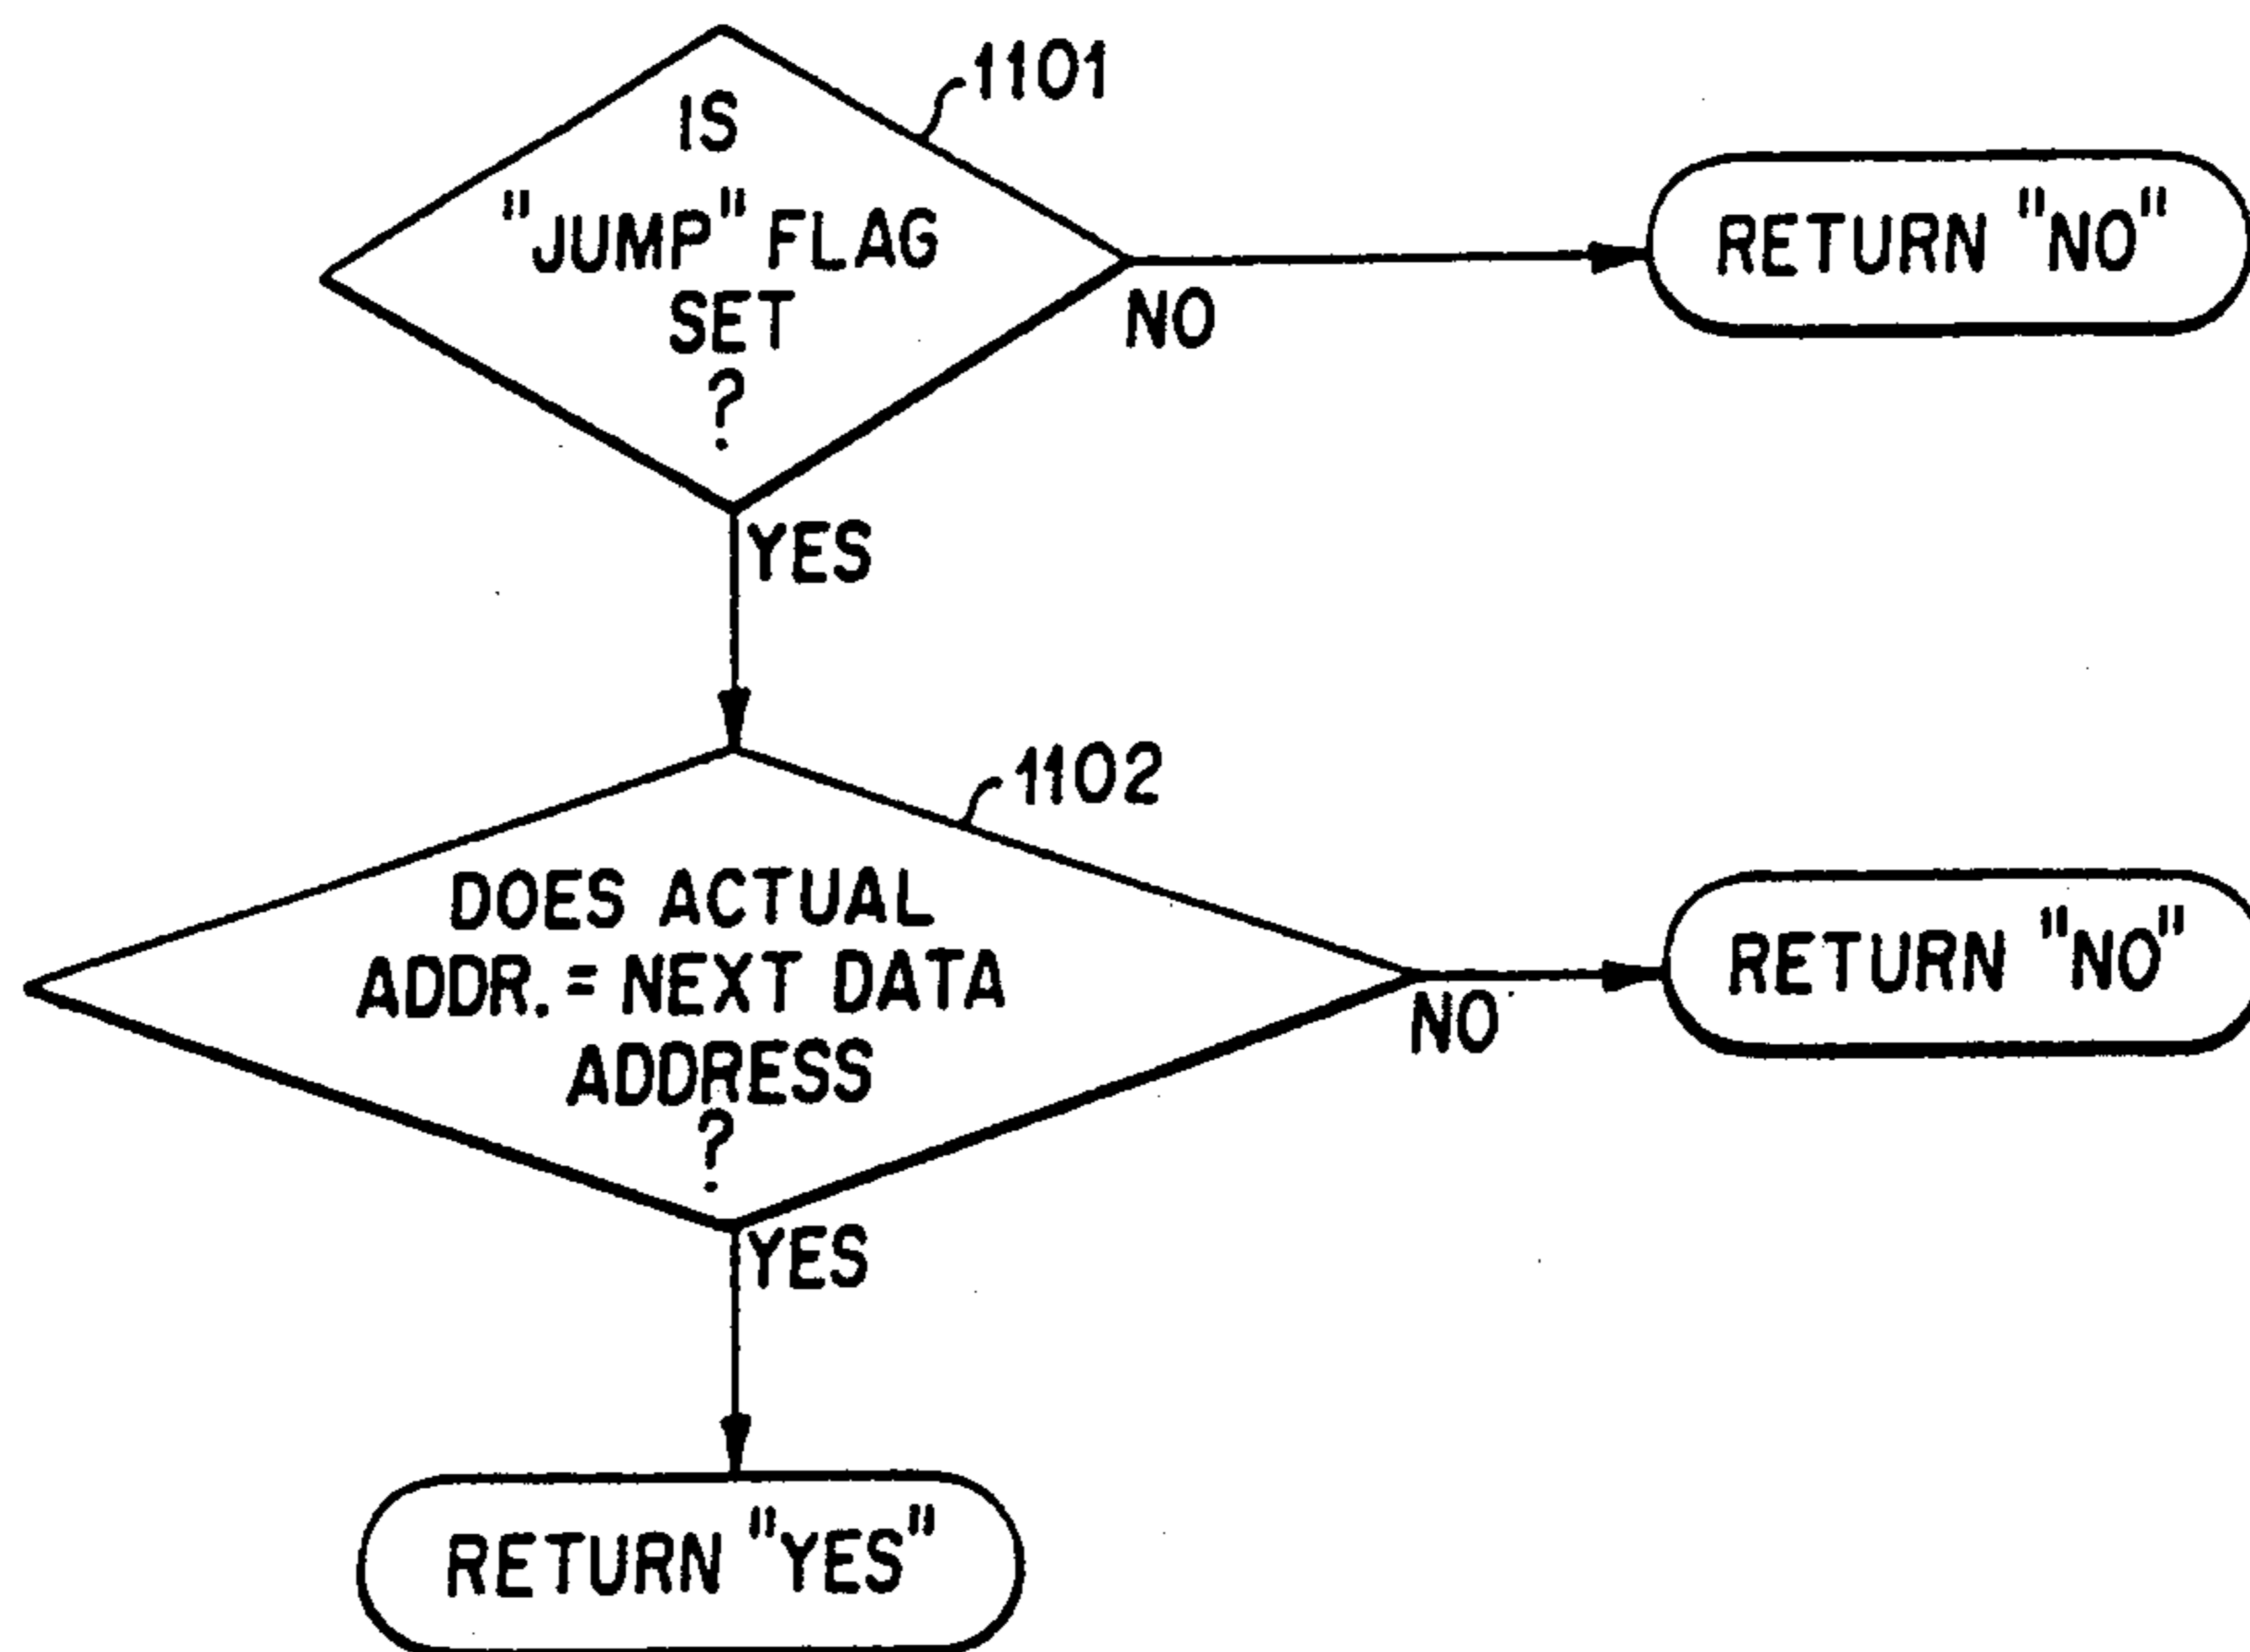 1101
IS
"JUMP" FLAG
SET
?
NO
RETURN "NO"
YES
1102
DOES ACTUAL
ADDR. = NEXT DATA
ADDRESS
?
NO
RETURN "NO"
YES
RETURN "YES"